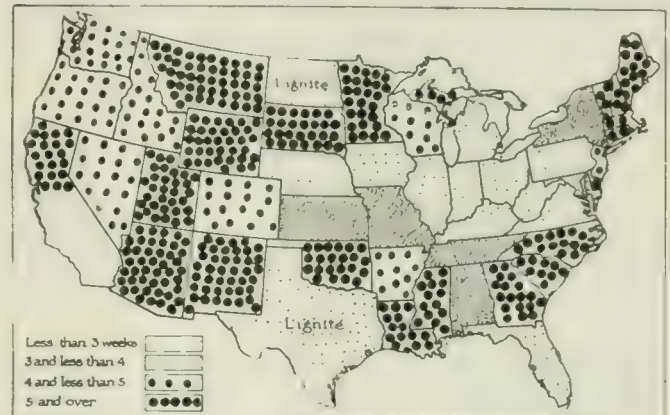 Lignite
Lignite
Less than 3 weeks
3 and less than 4
4 and less than 5
5 and over